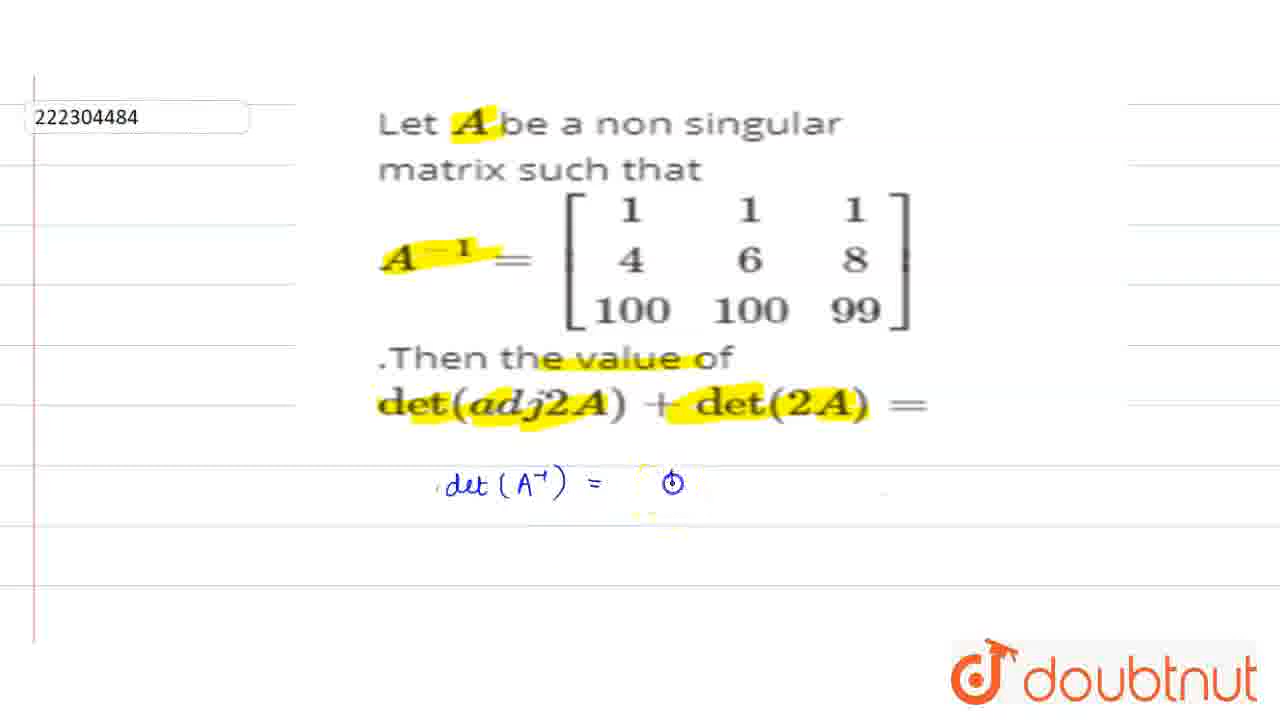 222304484
Let A be a non singular
matrix such that
A⁻¹ = [ 1 1 1
4 6 8
100 100 99 ]
.Then the value of
det(adj2A) + det(2A) =
det (A⁻¹) =
doubtnut